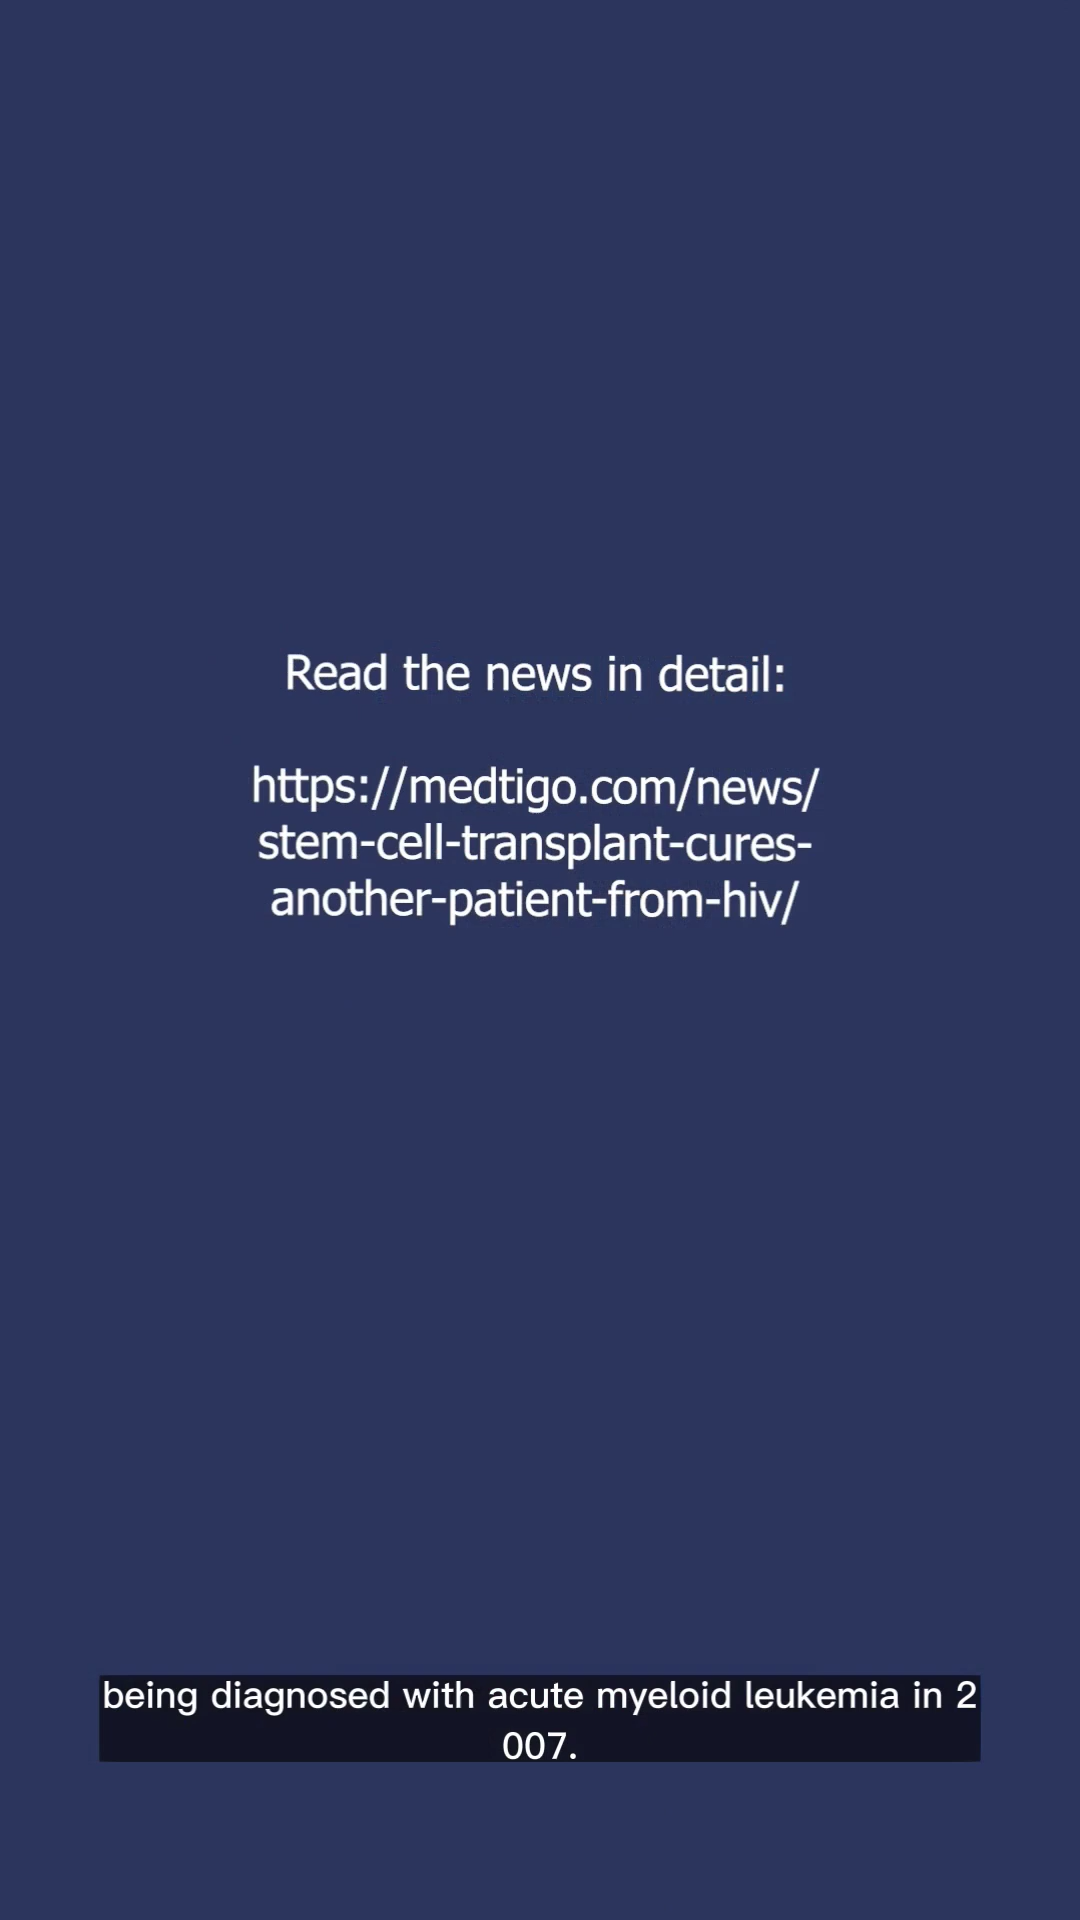 Read the news in detail:
https://medtigo.com/news/
stem-cell-transplant-cures-
another-patient-from-hiv/
being diagnosed with acute myeloid leukemia in 2
007.